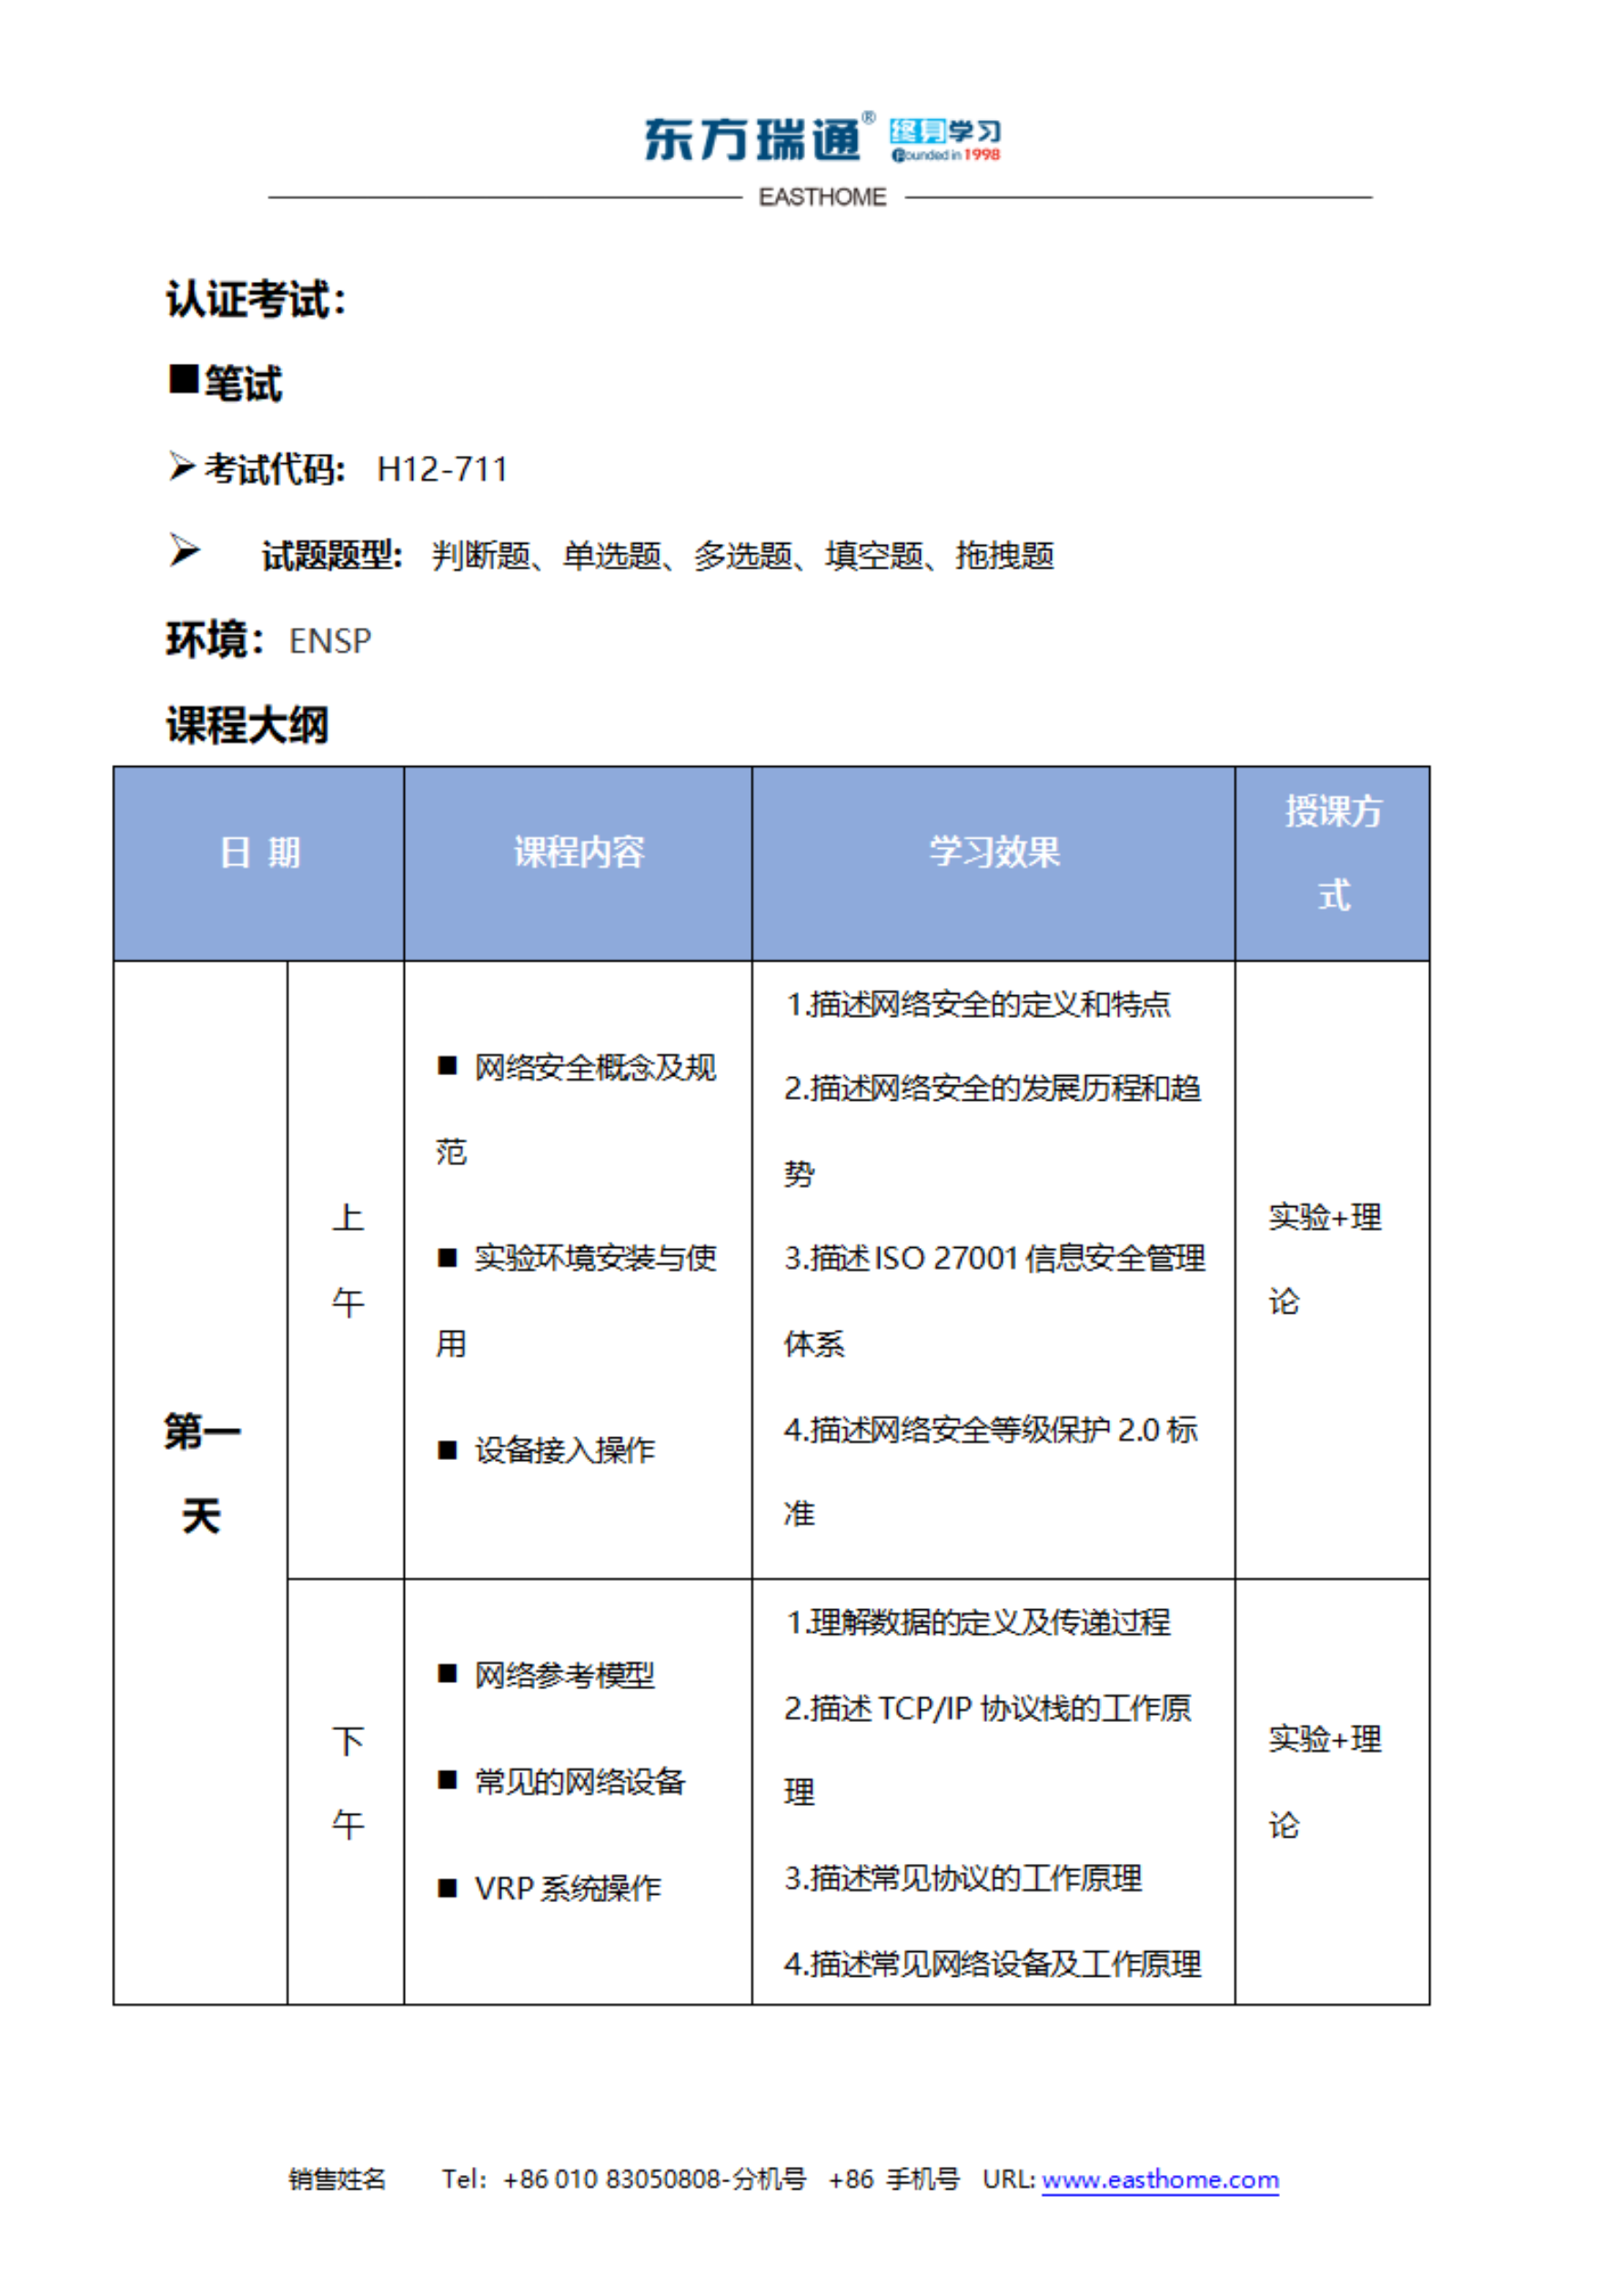 东方瑞通® 终身学习
Founded in 1998
EASTHOME
认证考试：
■笔试
➢考试代码： H12-711
➢ 试题题型： 判断题、单选题、多选题、填空题、拖拽题
环境：ENSP
课程大纲
日 期
课程内容
学习效果
授课方
式
第一
天
上
午
■ 网络安全概念及规
范
■ 实验环境安装与使
用
■ 设备接入操作
1.描述网络安全的定义和特点
2.描述网络安全的发展历程和趋
势
3.描述 ISO 27001 信息安全管理
体系
4.描述网络安全等级保护 2.0 标
准
实验+理
论
下
午
■ 网络参考模型
■ 常见的网络设备
■ VRP 系统操作
1.理解数据的定义及传递过程
2.描述 TCP/IP 协议栈的工作原
理
3.描述常见协议的工作原理
4.描述常见网络设备及工作原理
实验+理
论
销售姓名 Tel：+86 010 83050808-分机号 +86 手机号 URL: www.easthome.com